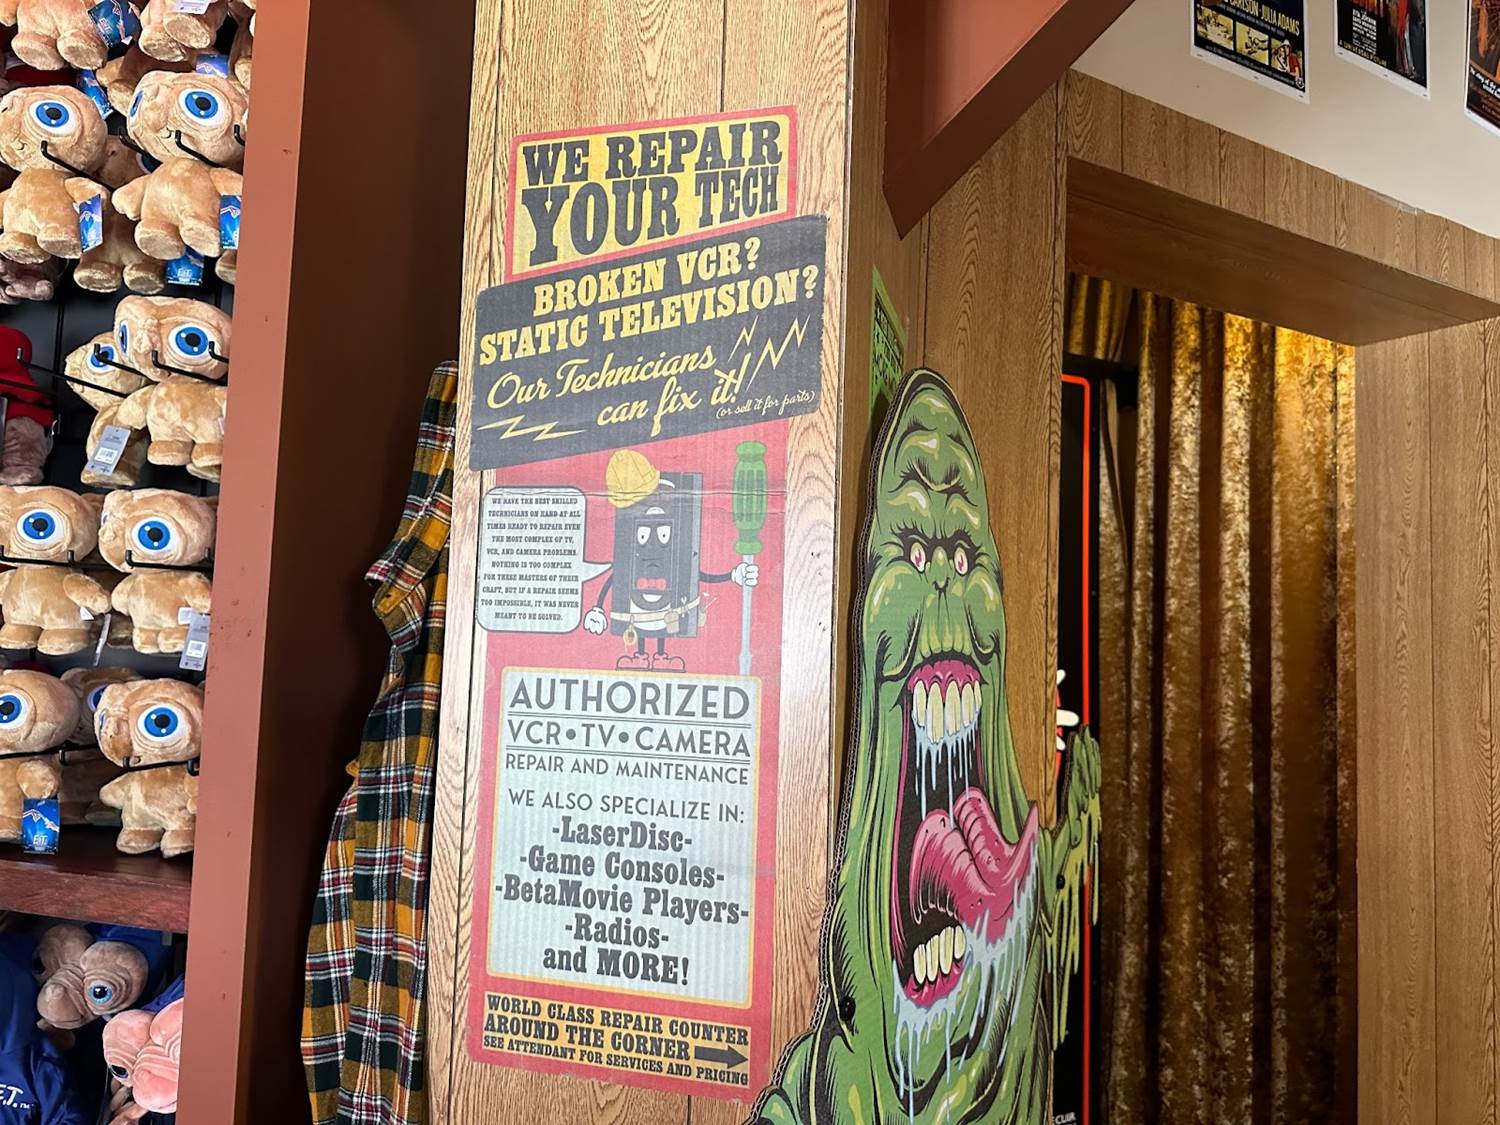 CARLSON · JULIA ADAMS
WE REPAIR
YOUR TECH
BROKEN VCR?
STATIC TELEVISION?
Our Technicians
can fix it!
(or sell it for parts)
WE HAVE THE BEST SKILLED
TECHNICIANS ON HAND AT ALL
TIMES READY TO REPAIR EVEN
THE MOST COMPLEX OF TV,
VCR, AND CAMERA PROBLEMS.
NOTHING IS TOO COMPLEX
FOR THESE MASTERS OF THEIR
CRAFT, BUT IF A REPAIR SEEMS
TOO IMPOSSIBLE, IT WAS NEVER
MEANT TO BE SOLVED.
AUTHORIZED
VCR•TV•CAMERA
REPAIR AND MAINTENANCE
WE ALSO SPECIALIZE IN:
-LaserDisc-
-Game Consoles-
-BetaMovie Players-
-Radios-
and MORE!
WORLD CLASS REPAIR COUNTER
AROUND THE CORNER
SEE ATTENDANT FOR SERVICES AND PRICING
E.T.
E.T.